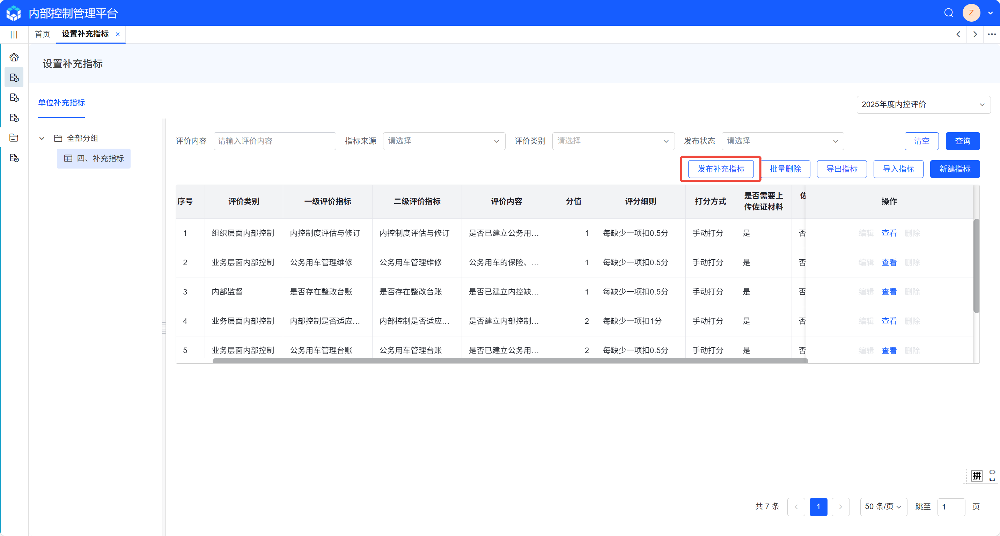 内部控制管理平台
Z
首页
设置补充指标
设置补充指标
单位补充指标
2025年度内控评价
全部分组
四、补充指标
评价内容 请输入评价内容 指标来源 请选择 评价类别 请选择 发布状态 请选择 清空 查询
发布补充指标 批量删除 导出指标 导入指标 新建指标
序号 评价类别 一级评价指标 二级评价指标 评价内容 分值 评分细则 打分方式 是否需要上传佐证材料 操作
1 组织层面内部控制 内控制度评估与修订 内控制度评估与修订 是否已建立公务用... 1 每缺少一项扣0.5分 手动打分 是 否 编辑 查看 删除
2 业务层面内部控制 公务用车管理维修 公务用车管理维修 公务用车的保险、... 1 每缺少一项扣0.5分 手动打分 是 否 编辑 查看 删除
3 内部监督 是否存在整改台账 是否存在整改台账 是否已建立内控缺... 1 每缺少一项扣0.5分 手动打分 是 否 编辑 查看 删除
4 业务层面内部控制 内部控制是否适应... 内部控制是否适应... 是否建立内部控制... 2 每缺少一项扣1分 手动打分 是 否 编辑 查看 删除
5 业务层面内部控制 公务用车管理台账 公务用车管理台账 是否已建立公务用... 2 每缺少一项扣0.5分 手动打分 是 否 编辑 查看 删除
拼
共 7 条 1 50 条/页 跳至 1 页